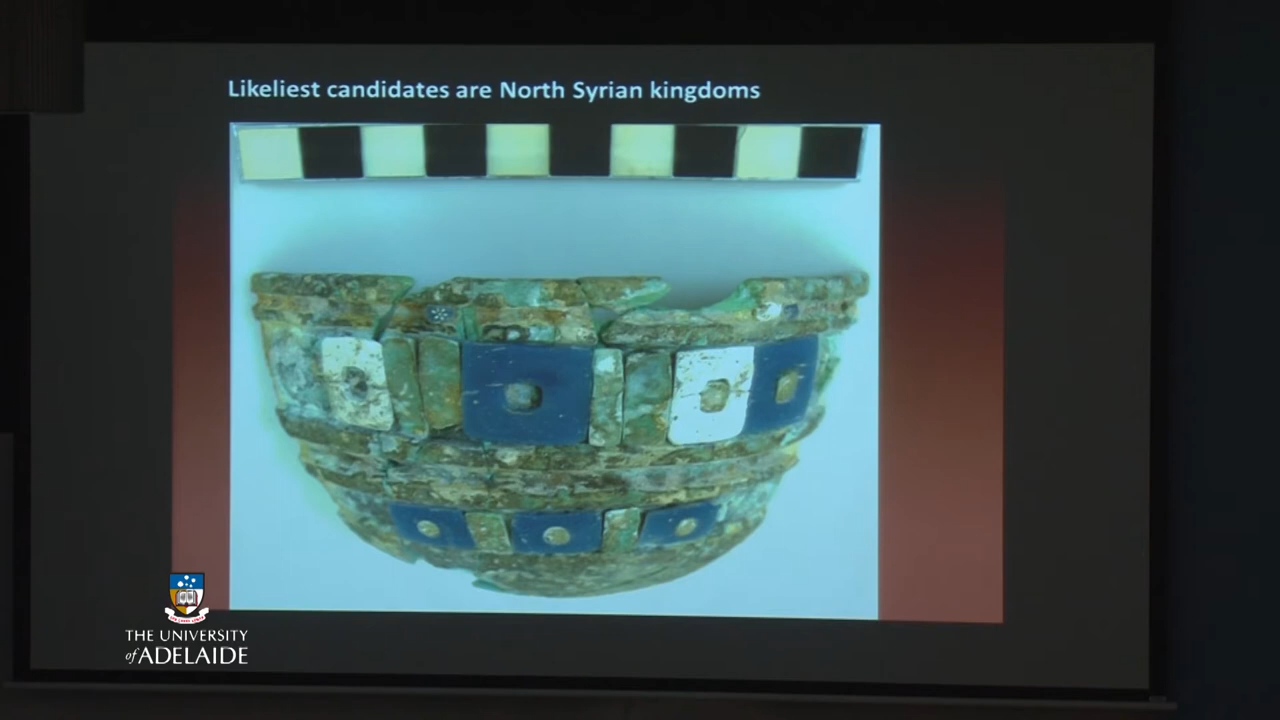 Likeliest candidates are North Syrian kingdoms
THE UNIVERSITY
of ADELAIDE